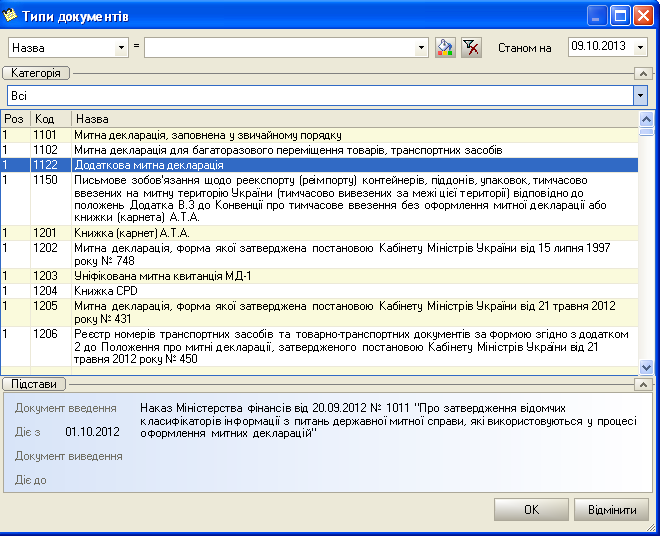 Типи документів
Назва = Станом на 09.10.2013
Категорія
Всі
Роз Код Назва
1 1101 Митна декларація, заповнена у звичайному порядку
1 1102 Митна декларація для багаторазового переміщення товарів, транспортних засобів
1 1122 Додаткова митна декларація
1 1150 Письмове зобов'язання щодо реекспорту (реімпорту) контейнерів, піддонів, упаковок, тимчасово
ввезених на митну територію України (тимчасово вивезених за межі цієї території) відповідно до
положень Додатка В.3 до Конвенції про тимчасове ввезення без оформлення митної декларації або
книжки (карнета) А.Т.А.
1 1201 Книжка (карнет) А.Т.А.
1 1202 Митна декларація, форма якої затверджена постановою Кабінету Міністрів України від 15 липня 1997
року № 748
1 1203 Уніфікована митна квитанція МД-1
1 1204 Книжка CPD
1 1205 Митна декларація, форма якої затверджена постановою Кабінету Міністрів України від 21 травня 2012
року № 431
1 1206 Реєстр номерів транспортних засобів та товарно-транспортних документів за формою згідно з додатком
2 до Положення про митні декларації, затвердженого постановою Кабінету Міністрів України від 21
травня 2012 року № 450
Підстави
Документ введення Наказ Міністерства фінансів від 20.09.2012 № 1011 "Про затвердження відомчих
класифікаторів інформації з питань державної митної справи, які використовуються у процесі
Діє з 01.10.2012 оформлення митних декларацій"
Документ виведення
Діє до
OK Відмінити